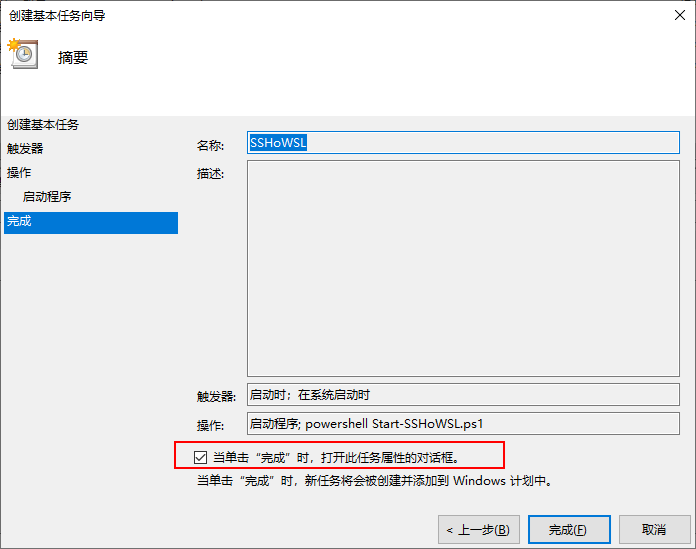 创建基本任务向导
摘要
创建基本任务
触发器
操作
启动程序
完成
名称:
SSHoWSL
描述:
触发器:
启动时；在系统启动时
操作:
启动程序; powershell Start-SSHoWSL.ps1
当单击“完成”时，打开此任务属性的对话框。
当单击“完成”时，新任务将会被创建并添加到 Windows 计划中。
< 上一步(B)
完成(F)
取消